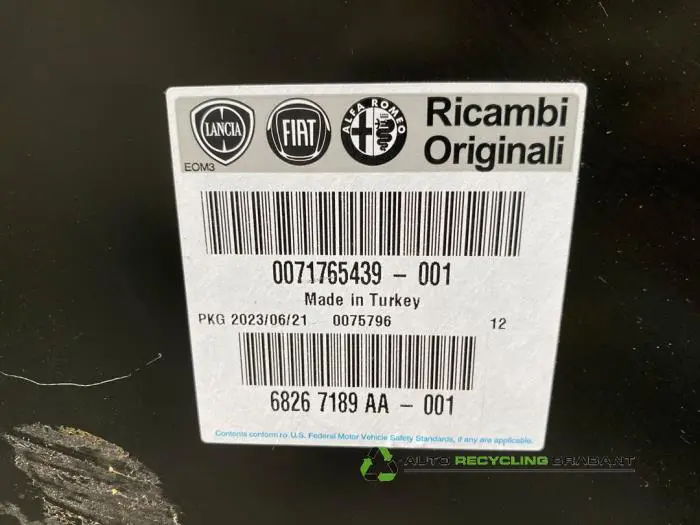 LANCIA
FIAT
ALFA ROMEO
Ricambi
Originali
EOM3
0071765439 - 001
Made in Turkey
PKG 2023/06/21 0075796 12
6826 7189 AA - 001
Contents conform to U.S. Federal Motor Vehicle Safety Standards, if any are applicable.
AUTO RECYCLING BRABANT